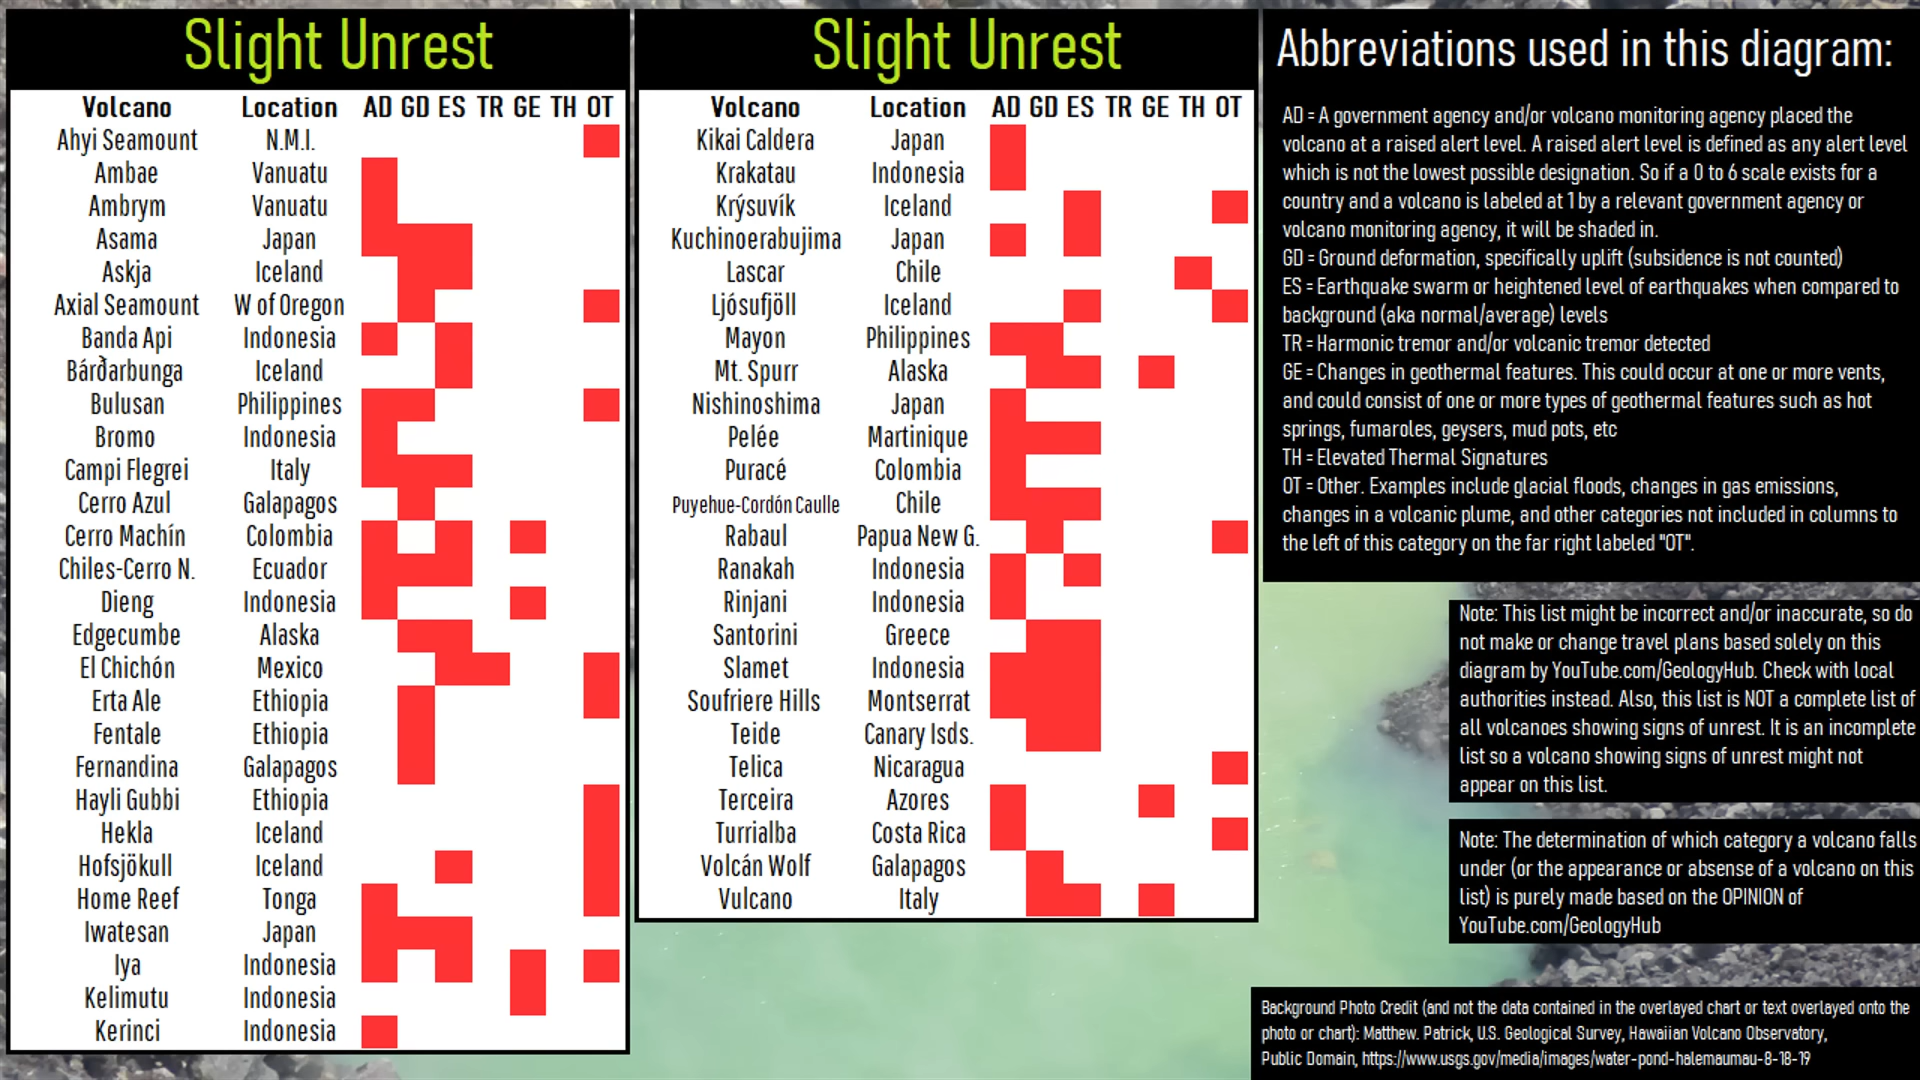 Slight Unrest
Volcano Location AD GD ES TR GE TH OT
Ahyi Seamount N.M.I.
Ambae Vanuatu
Ambrym Vanuatu
Asama Japan
Askja Iceland
Axial Seamount W of Oregon
Banda Api Indonesia
Bárðarbunga Iceland
Bulusan Philippines
Bromo Indonesia
Campi Flegrei Italy
Cerro Azul Galapagos
Cerro Machín Colombia
Chiles-Cerro N. Ecuador
Dieng Indonesia
Edgecumbe Alaska
El Chichón Mexico
Erta Ale Ethiopia
Fentale Ethiopia
Fernandina Galapagos
Hayli Gubbi Ethiopia
Hekla Iceland
Hofsjökull Iceland
Home Reef Tonga
Iwatesan Japan
Iya Indonesia
Kelimutu Indonesia
Kerinci Indonesia
Slight Unrest
Volcano Location AD GD ES TR GE TH OT
Kikai Caldera Japan
Krakatau Indonesia
Krýsuvík Iceland
Kuchinoerabujima Japan
Lascar Chile
Ljósufjöll Iceland
Mayon Philippines
Mt. Spurr Alaska
Nishinoshima Japan
Pelée Martinique
Puracé Colombia
Puyehue-Cordón Caulle Chile
Rabaul Papua New G.
Ranakah Indonesia
Rinjani Indonesia
Santorini Greece
Slamet Indonesia
Soufriere Hills Montserrat
Teide Canary Isds.
Telica Nicaragua
Terceira Azores
Turrialba Costa Rica
Volcán Wolf Galapagos
Vulcano Italy
Abbreviations used in this diagram:
AD = A government agency and/or volcano monitoring agency placed the
volcano at a raised alert level. A raised alert level is defined as any alert level
which is not the lowest possible designation. So if a 0 to 6 scale exists for a
country and a volcano is labeled at 1 by a relevant government agency or
volcano monitoring agency, it will be shaded in.
GD = Ground deformation, specifically uplift (subsidence is not counted)
ES = Earthquake swarm or heightened level of earthquakes when compared to
background (aka normal/average) levels
TR = Harmonic tremor and/or volcanic tremor detected
GE = Changes in geothermal features. This could occur at one or more vents,
and could consist of one or more types of geothermal features such as hot
springs, fumaroles, geysers, mud pots, etc
TH = Elevated Thermal Signatures
OT = Other. Examples include glacial floods, changes in gas emissions,
changes in a volcanic plume, and other categories not included in columns to
the left of this category on the far right labeled "OT".
Note: This list might be incorrect and/or inaccurate, so do
not make or change travel plans based solely on this
diagram by YouTube.com/GeologyHub. Check with local
authorities instead. Also, this list is NOT a complete list of
all volcanoes showing signs of unrest. It is an incomplete
list so a volcano showing signs of unrest might not
appear on this list.
Note: The determination of which category a volcano falls
under (or the appearance or absense of a volcano on this
list) is purely made based on the OPINION of
YouTube.com/GeologyHub
Background Photo Credit (and not the data contained in the overlayed chart or text overlayed onto the
photo or chart): Matthew. Patrick, U.S. Geological Survey, Hawaiian Volcano Observatory,
Public Domain, https://www.usgs.gov/media/images/water-pond-halemaumau-8-18-19